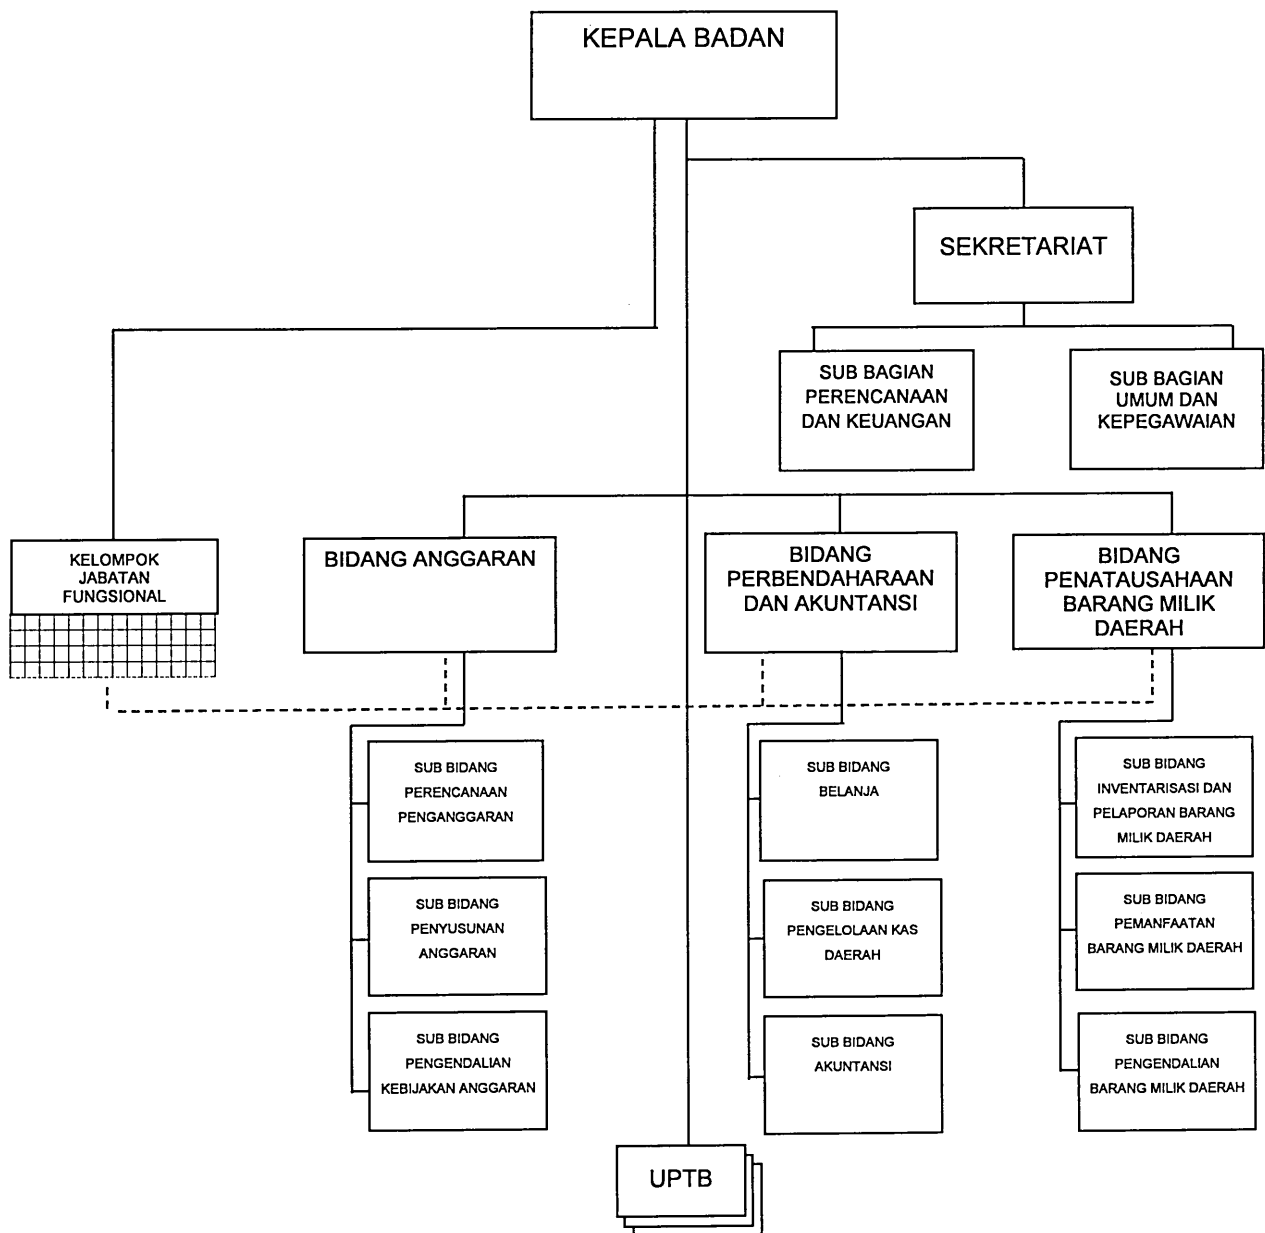 KEPALA BADAN
SEKRETARIAT
SUB BAGIAN
PERENCANAAN
DAN KEUANGAN
SUB BAGIAN
UMUM DAN
KEPEGAWAIAN
KELOMPOK
JABATAN
FUNGSIONAL
BIDANG ANGGARAN
BIDANG
PERBENDAHARAAN
DAN AKUNTANSI
BIDANG
PENATAUSAHAAN
BARANG MILIK
DAERAH
SUB BIDANG
PERENCANAAN
PENGANGGARAN
SUB BIDANG
BELANJA
SUB BIDANG
INVENTARISASI DAN
PELAPORAN BARANG
MILIK DAERAH
SUB BIDANG
PENYUSUNAN
ANGGARAN
SUB BIDANG
PENGELOLAAN KAS
DAERAH
SUB BIDANG
PEMANFAATAN
BARANG MILIK DAERAH
SUB BIDANG
PENGENDALIAN
KEBIJAKAN ANGGARAN
SUB BIDANG
AKUNTANSI
SUB BIDANG
PENGENDALIAN
BARANG MILIK DAERAH
UPTB